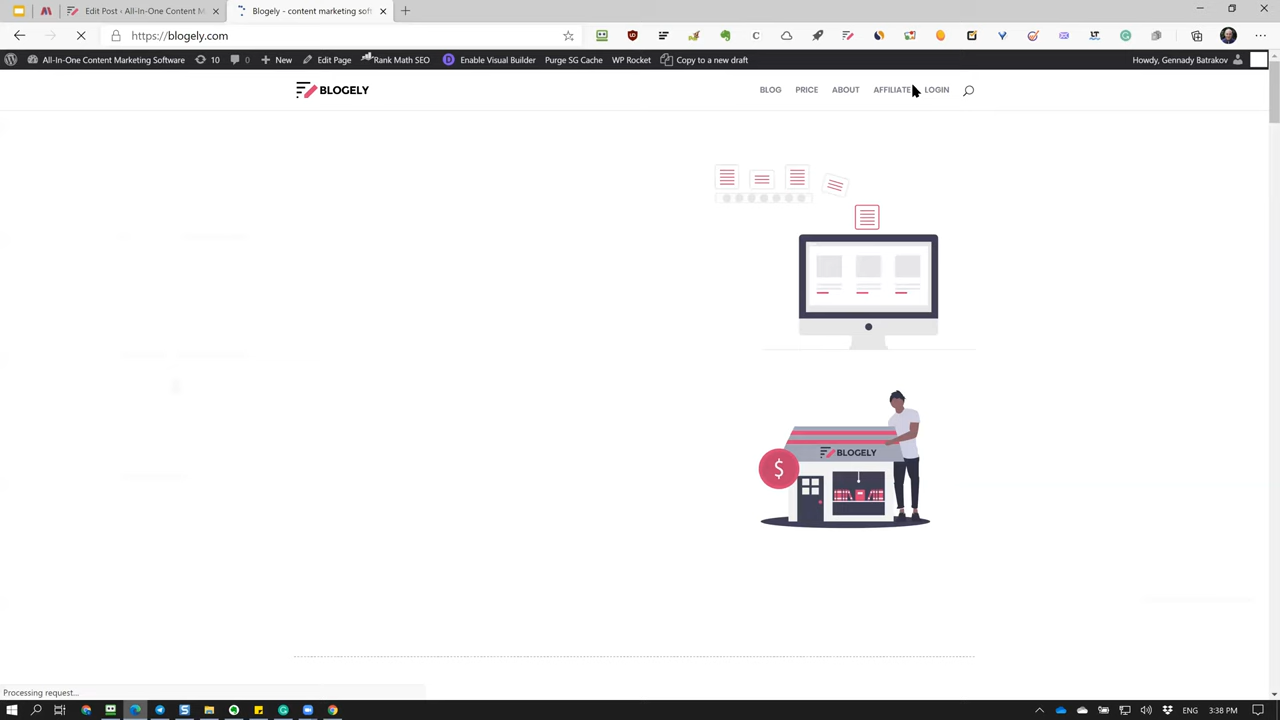 Edit Post ‹ All-In-One Content M
Blogely - content marketing soft
https://blogely.com
All-In-One Content Marketing Software
10
0
New
Edit Page
Rank Math SEO
Enable Visual Builder
Purge SG Cache
WP Rocket
Copy to a new draft
Howdy, Gennady Batrakov
BLOGELY
BLOG
PRICE
ABOUT
AFFILIATE
LOGIN
BLOGELY
$
Processing request...
ENG
3:38 PM